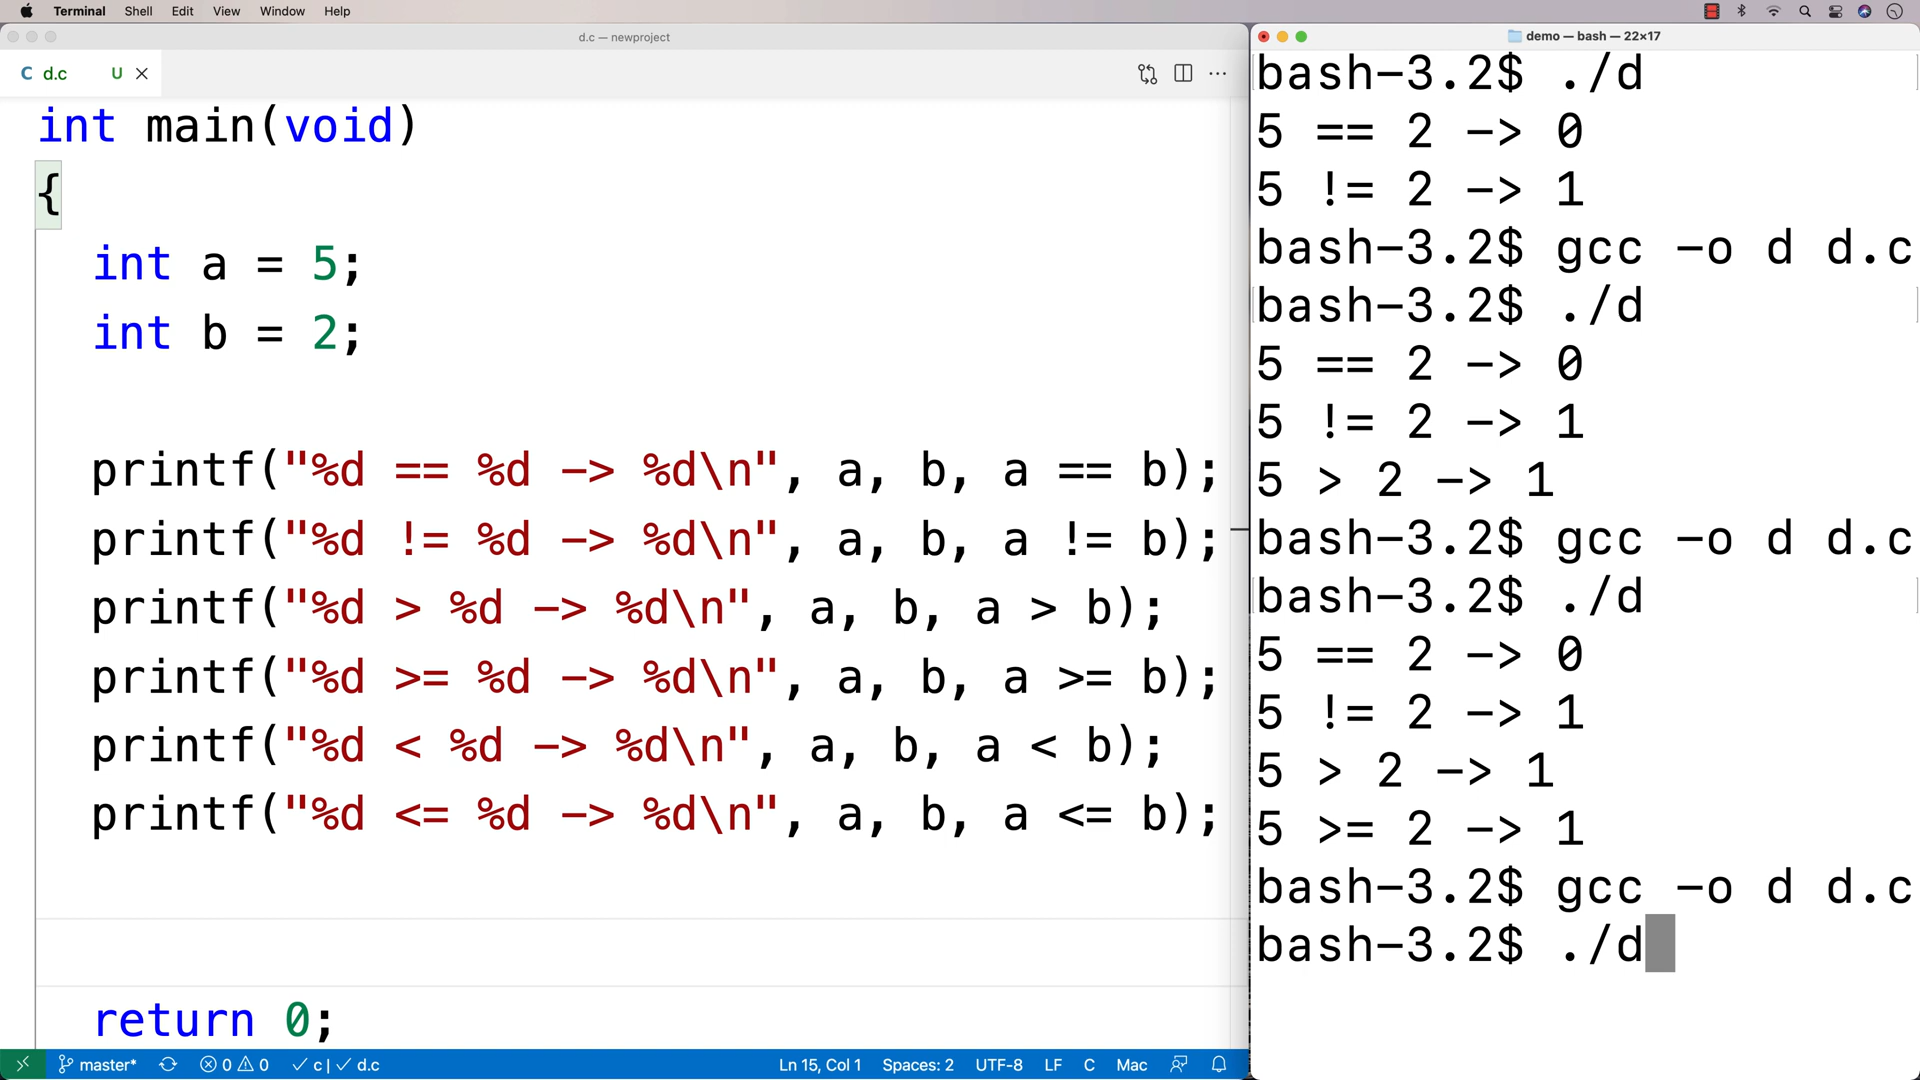 Terminal Shell Edit View Window Help
d.c — newproject
C d.c U
int main(void)
{
int a = 5;
int b = 2;
printf("%d == %d -> %d\n", a, b, a == b);
printf("%d != %d -> %d\n", a, b, a != b);
printf("%d > %d -> %d\n", a, b, a > b);
printf("%d >= %d -> %d\n", a, b, a >= b);
printf("%d < %d -> %d\n", a, b, a < b);
printf("%d <= %d -> %d\n", a, b, a <= b);
return 0;
master* 0 0 c | d.c Ln 15, Col 1 Spaces: 2 UTF-8 LF C Mac
demo — bash — 22×17
bash-3.2$ ./d
5 == 2 -> 0
5 != 2 -> 1
bash-3.2$ gcc -o d d.c
bash-3.2$ ./d
5 == 2 -> 0
5 != 2 -> 1
5 > 2 -> 1
bash-3.2$ gcc -o d d.c
bash-3.2$ ./d
5 == 2 -> 0
5 != 2 -> 1
5 > 2 -> 1
5 >= 2 -> 1
bash-3.2$ gcc -o d d.c
bash-3.2$ ./d